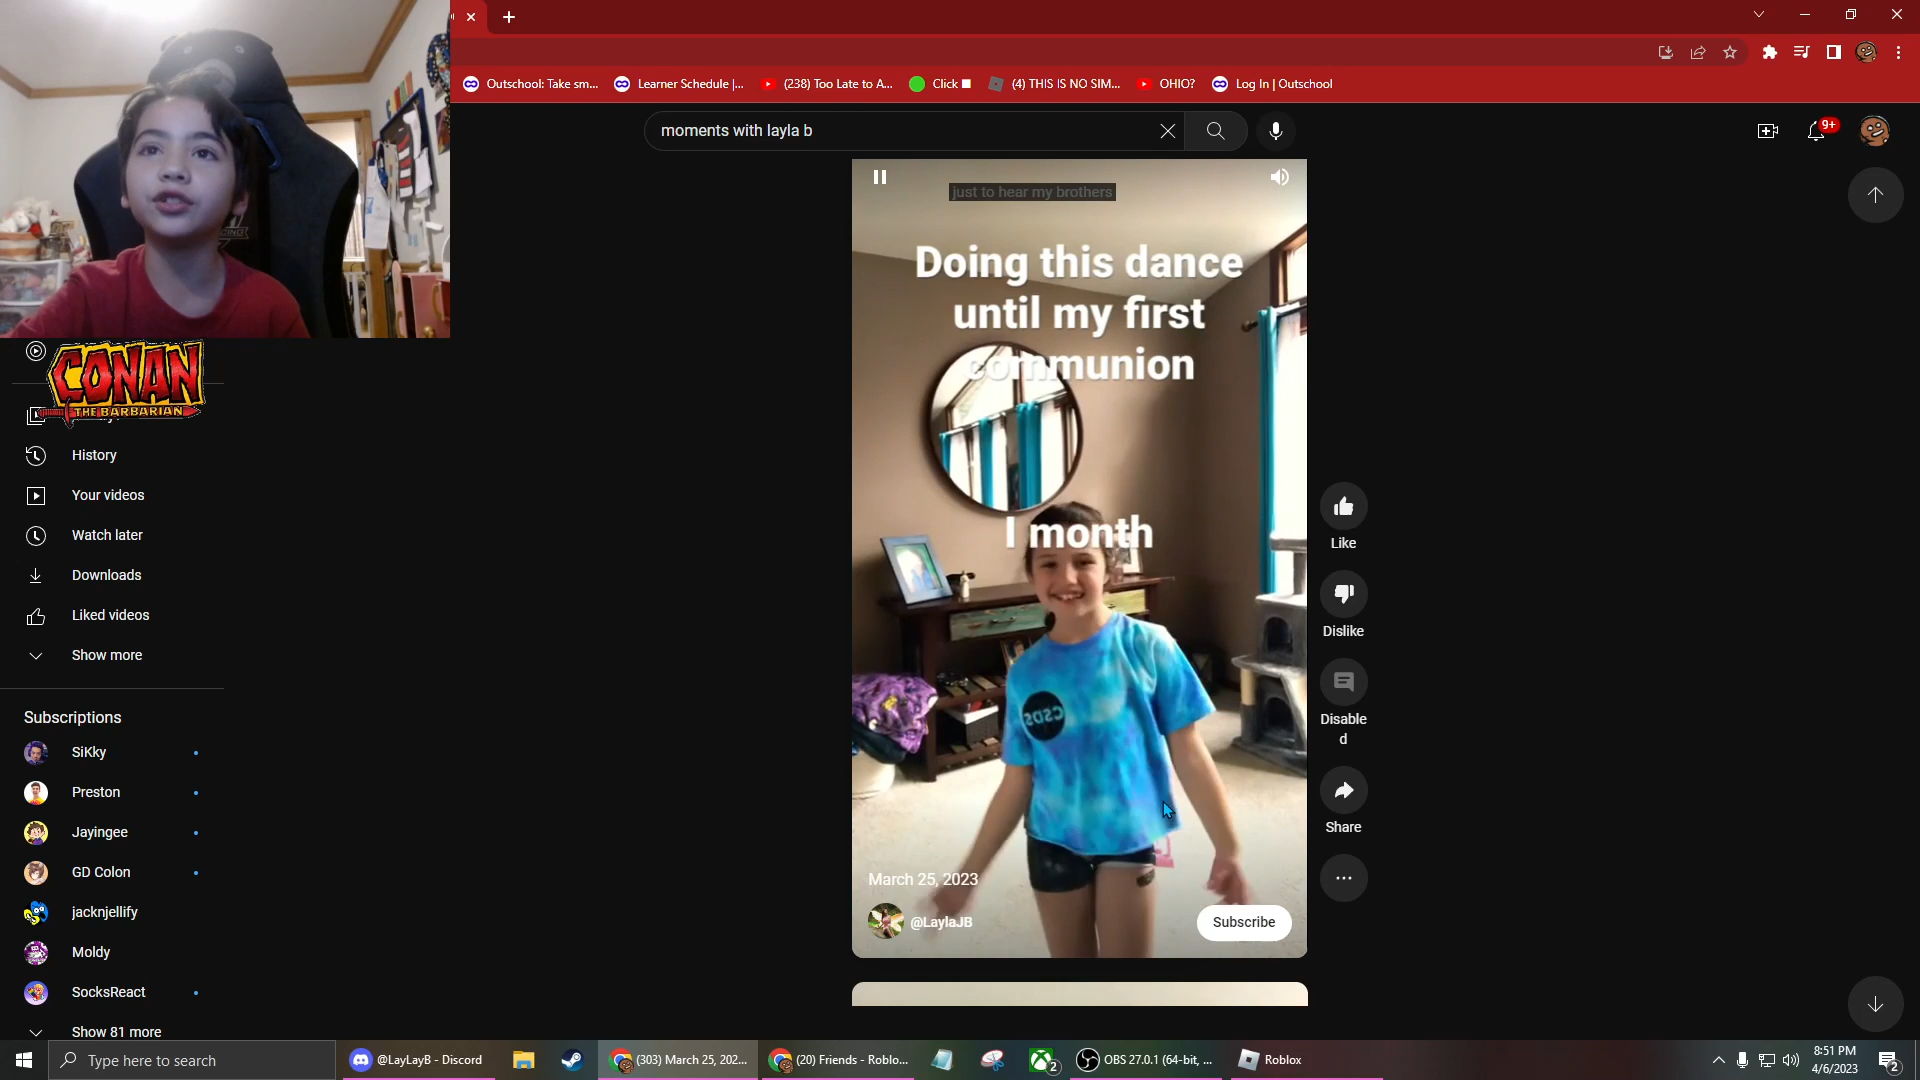 Outschool: Take sm...
Learner Schedule |...
(238) Too Late to A...
Click
(4) THIS IS NO SIM...
OHIO?
Log In | Outschool
moments with layla b
9+
just to hear my brothers
Doing this dance
until my first
communion
I month
CSDS
March 25, 2023
@LaylaJB
Subscribe
Like
Dislike
Disable
d
Share
CONAN
THE BARBARIAN
History
Your videos
Watch later
Downloads
Liked videos
Show more
Subscriptions
SiKky
Preston
Jayingee
GD Colon
jacknjellify
Moldy
SocksReact
Show 81 more
Type here to search
@LayLayB - Discord
(303) March 25, 202...
(20) Friends - Roblo...
2
OBS 27.0.1 (64-bit, ...
Roblox
8:51 PM
4/6/2023
2